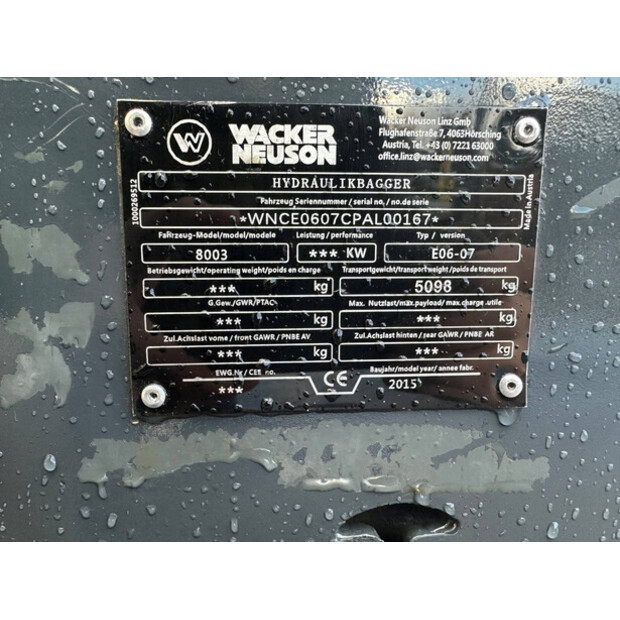 W
WACKER
NEUSON
Wacker Neuson Linz Gmb
Flughafenstraße 7, 4063Hörsching
Austria, Tel. +43 (0) 7221 63000
office.linz@wackerneuson.com
1000269512
Made in Austria
HYDRAULIKBAGGER
Fahrzeug Seriennummer / serial no./ no.de serie
*WNCE0607CPAL00167*
Fahrzeug-Model/model/modele Leistung / performance Typ / version
8003 *** KW E06-07
Betriebsgewicht/operating weight/poids en charge Transportgewicht/transport weight /poids de transport
*** kg 5098 kg
G.Gew./GWR/PTAC Max. Nutzlast/max.payload/ max.charge utile
*** kg *** kg
Zul.Achslast vorne / front GAWR / PNBE AV Zul.Achslast hinten / rear GAWR / PNBE AR
*** kg *** kg
EWG.Nr / CEE no. CE Baujahr/model year/ annee fabr.
*** 2015